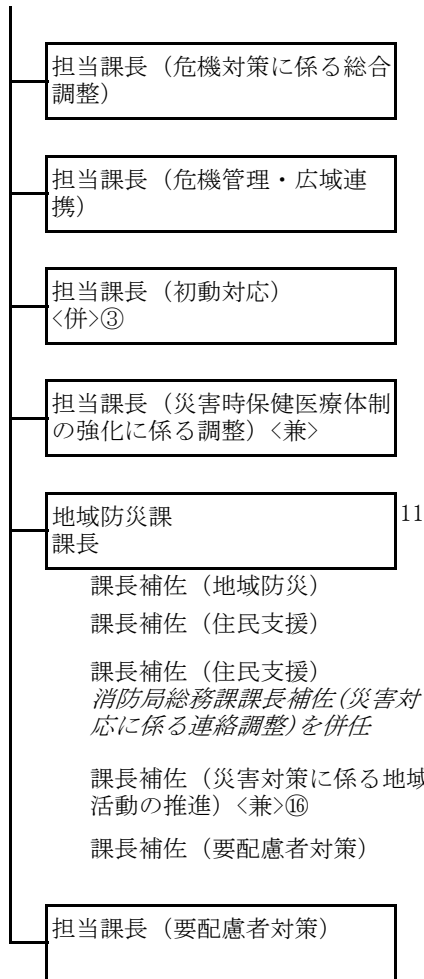 担当課長（危機対策に係る総合
調整）
担当課長（危機管理・広域連
携）
担当課長（初動対応）
<併>③
担当課長（災害時保健医療体制
の強化に係る調整）<兼>
地域防災課
課長
11
課長補佐（地域防災）
課長補佐（住民支援）
課長補佐（住民支援）
消防局総務課課長補佐(災害対
応に係る連絡調整)を併任
課長補佐（災害対策に係る地域
活動の推進）<兼>⑯
課長補佐（要配慮者対策）
担当課長（要配慮者対策）